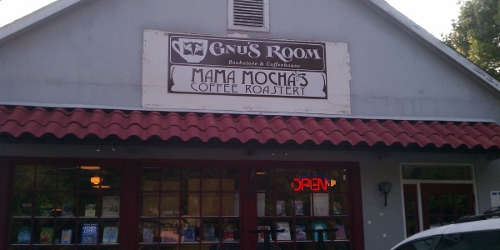 GNU'S ROOM
Bookstore & Coffeehouse
MAMA MOCHA'S
COFFEE ROASTERY
OPEN